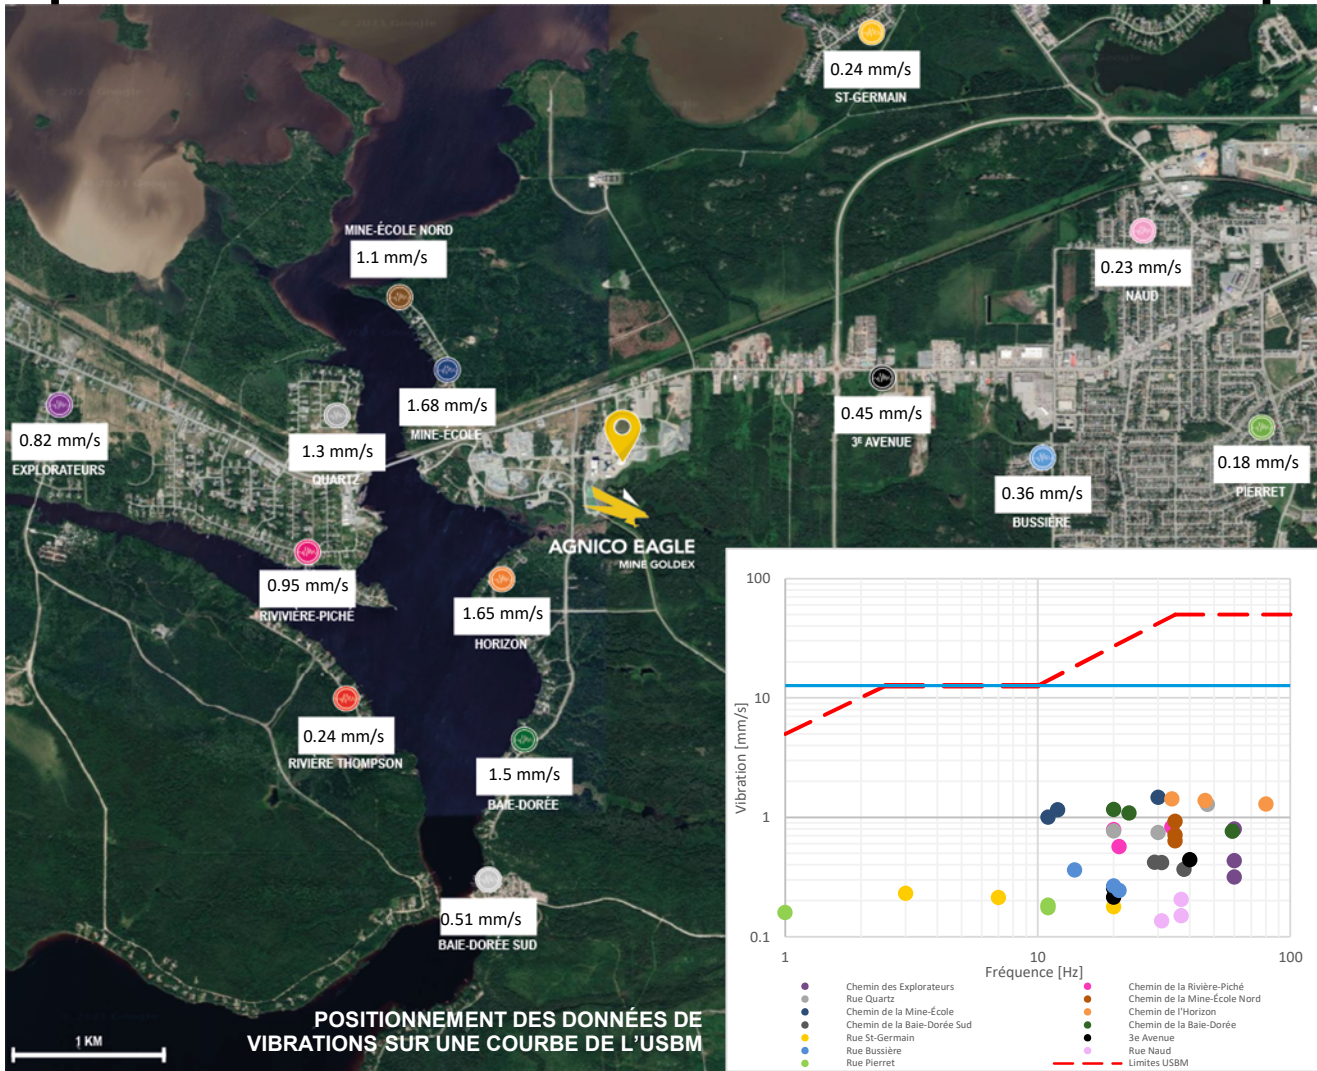 0.24 mm/s
ST-GERMAIN
MINE-ÉCOLE NORD
1.1 mm/s
0.23 mm/s
NAUD
1.68 mm/s
MINE-ÉCOLE
0.82 mm/s
EXPLORATEURS
1.3 mm/s
QUARTZ
0.45 mm/s
3E AVENUE
0.18 mm/s
PIERRET
0.36 mm/s
BUSSIÈRE
AGNICO EAGLE
MINE GOLDEX
0.95 mm/s
RIVIVIÈRE-PICHÉ
1.65 mm/s
HORIZON
0.24 mm/s
RIVIÈRE THOMPSON
1.5 mm/s
BAIE-DORÉE
0.51 mm/s
BAIE-DORÉE SUD
POSITIONNEMENT DES DONNÉES DE
VIBRATIONS SUR UNE COURBE DE L'USBM
1 KM
100
10
1
0.1
Vibration [mm/s]
1 10 100
Fréquence [Hz]
Chemin des Explorateurs
Chemin de la Rivière-Piché
Rue Quartz
Chemin de la Mine-École Nord
Chemin de la Mine-École
Chemin de l'Horizon
Chemin de la Baie-Dorée Sud
Chemin de la Baie-Dorée
Rue St-Germain
3e Avenue
Rue Bussière
Rue Naud
Rue Pierret
Limites USBM